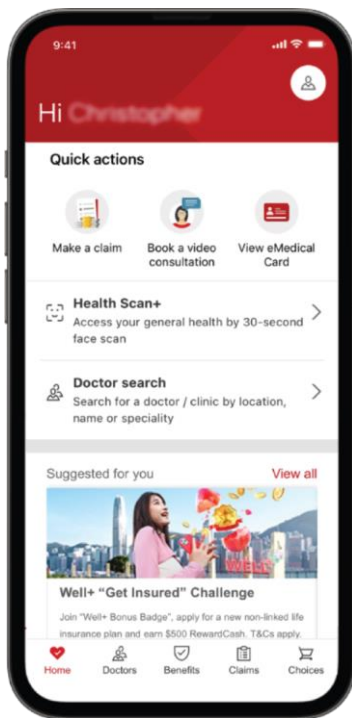 9:41
Hi
Quick actions
Make a claim
Book a video
consultation
View eMedical
Card
Health Scan+
Access your general health by 30-second
face scan
Doctor search
Search for a doctor / clinic by location,
name or speciality
Suggested for you
View all
WELL+
Well+ “Get Insured” Challenge
Join “Well+ Bonus Badge”, apply for a new non-linked life
insurance plan and earn $500 RewardCash. T&Cs apply.
Home
Doctors
Benefits
Claims
Choices